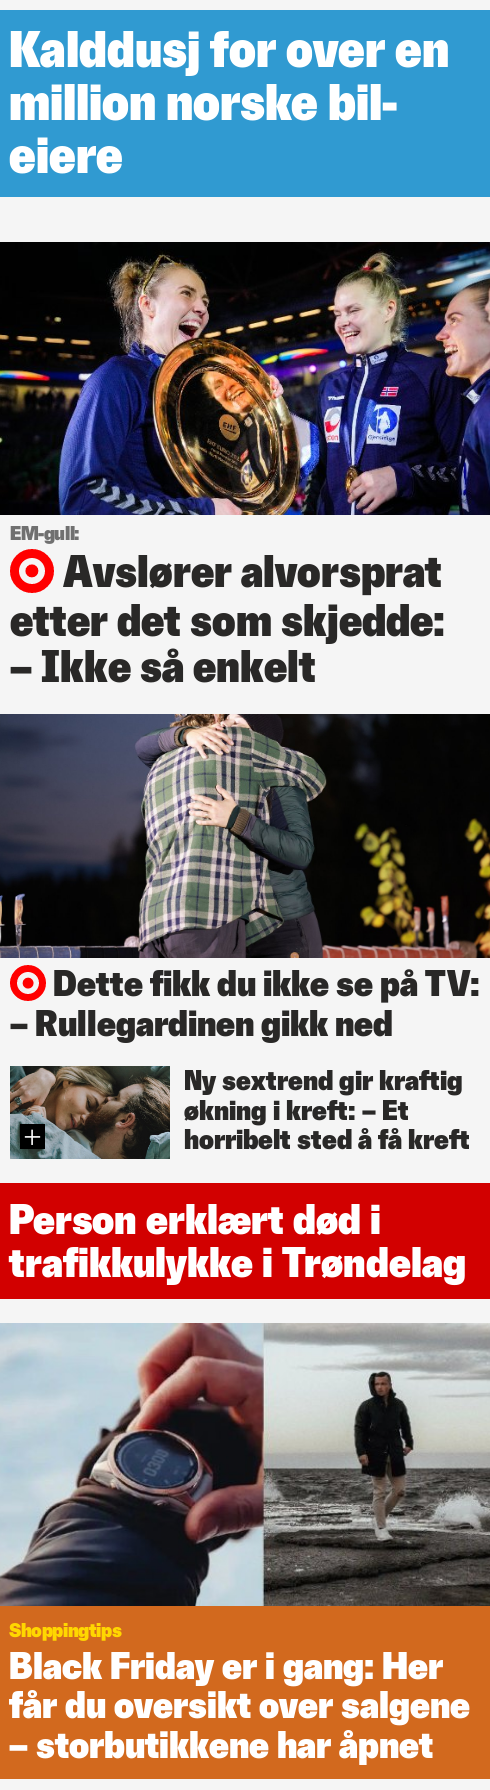 Kalddusj for over en
million norske bil-
eiere
EHF
EM-gull:
Avslører alvorsprat
etter det som skjedde:
– Ikke så enkelt
Dette fikk du ikke se på TV:
– Rullegardinen gikk ned
Ny sextrend gir kraftig
økning i kreft: – Et
horribelt sted å få kreft
Person erklært død i
trafikkulykke i Trøndelag
Shoppingtips
Black Friday er i gang: Her
får du oversikt over salgene
– storbutikkene har åpnet